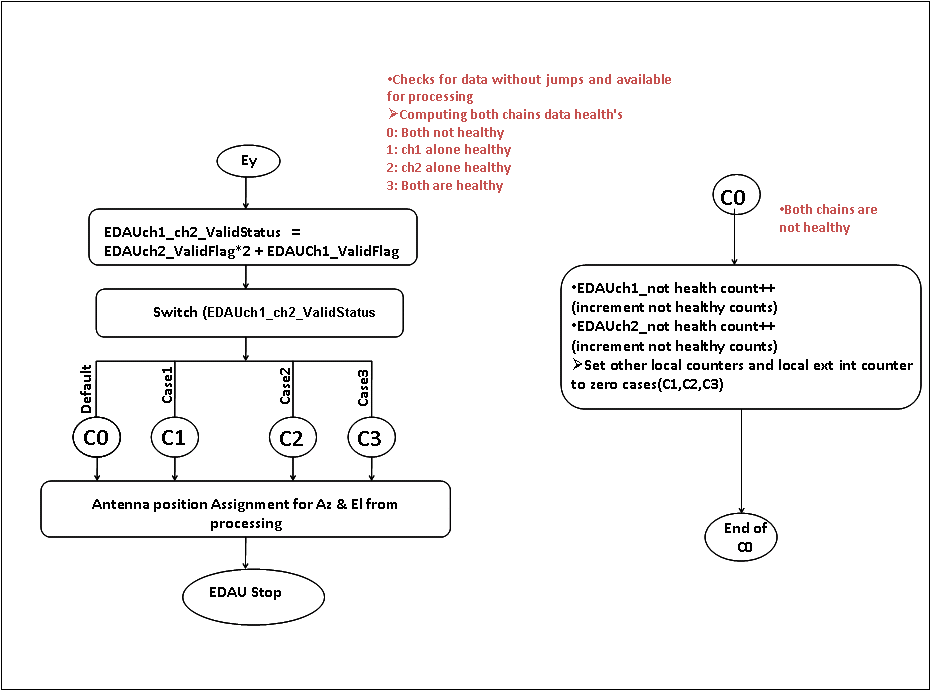 •Checks for data without jumps and available
for processing
➢Computing both chains data health's
0: Both not healthy
1: ch1 alone healthy
2: ch2 alone healthy
3: Both are healthy
Ey
EDAUch1_ch2_ValidStatus =
EDAUch2_ValidFlag*2 + EDAUCh1_ValidFlag
Switch (EDAUch1_ch2_ValidStatus
Default
Case1
Case2
Case3
C0
C1
C2
C3
Antenna position Assignment for Az & El from
processing
EDAU Stop
C0
•Both chains are
not healthy
•EDAUch1_not health count++
(increment not healthy counts)
•EDAUch2_not health count++
(increment not healthy counts)
➢Set other local counters and local ext int counter
to zero cases(C1,C2,C3)
End of
C0